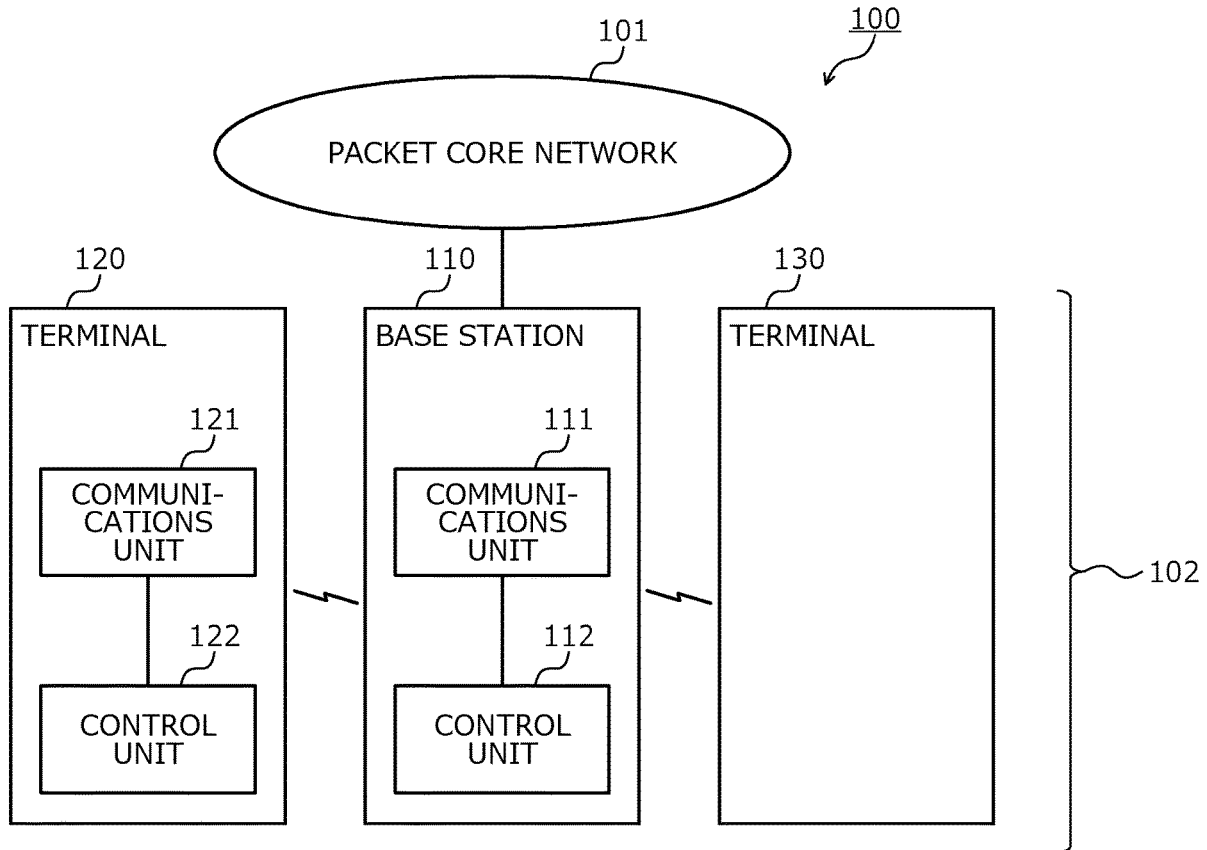 100
101
PACKET CORE NETWORK
120
110
130
TERMINAL
BASE STATION
TERMINAL
121
111
COMMUNI-
CATIONS
UNIT
COMMUNI-
CATIONS
UNIT
102
122
112
CONTROL
UNIT
CONTROL
UNIT